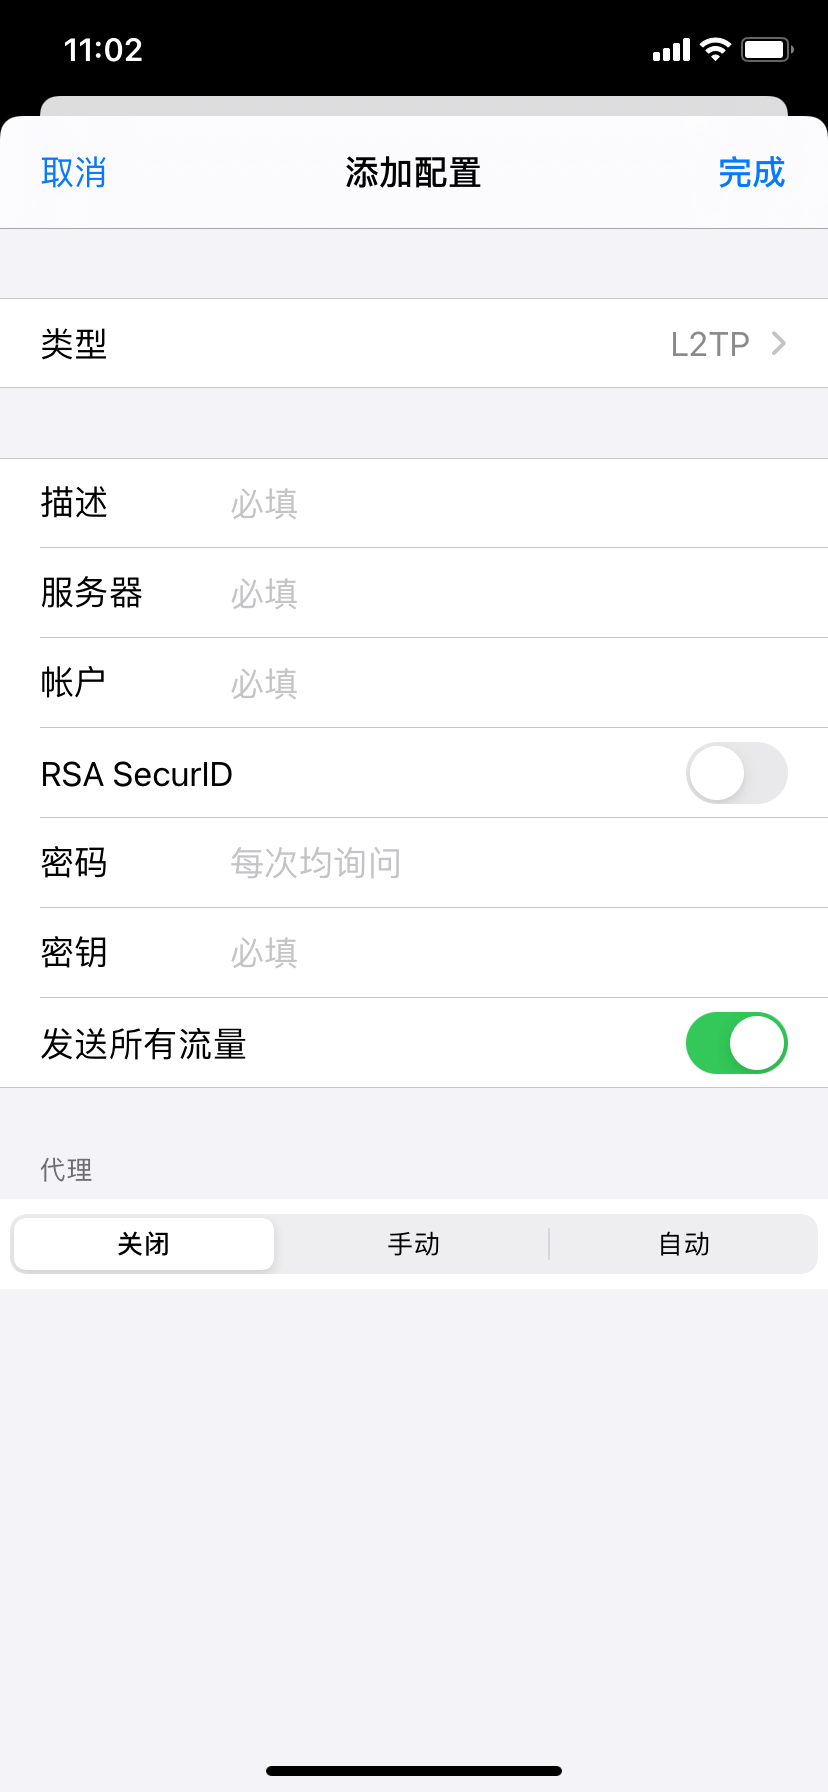 11:02
取消 添加配置 完成
类型 L2TP
描述 必填
服务器 必填
帐户 必填
RSA SecurID
密码 每次均询问
密钥 必填
发送所有流量
代理
关闭 手动 自动